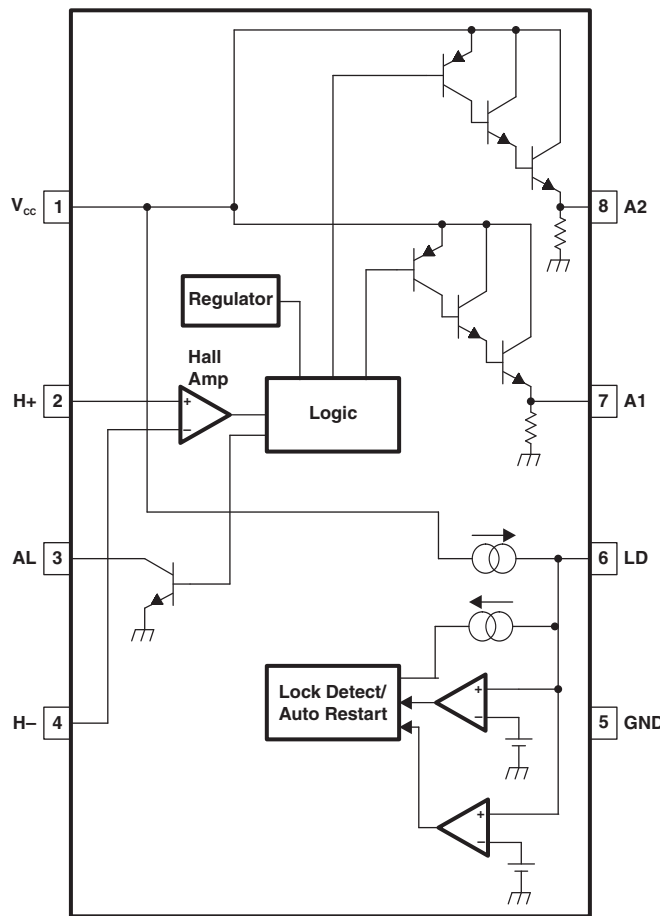 VCC 1
8 A2
Regulator
Hall
Amp
H+ 2
+
−
Logic
7 A1
AL 3
6 LD
Lock Detect/
Auto Restart
+
−
H− 4
5 GND
+
−